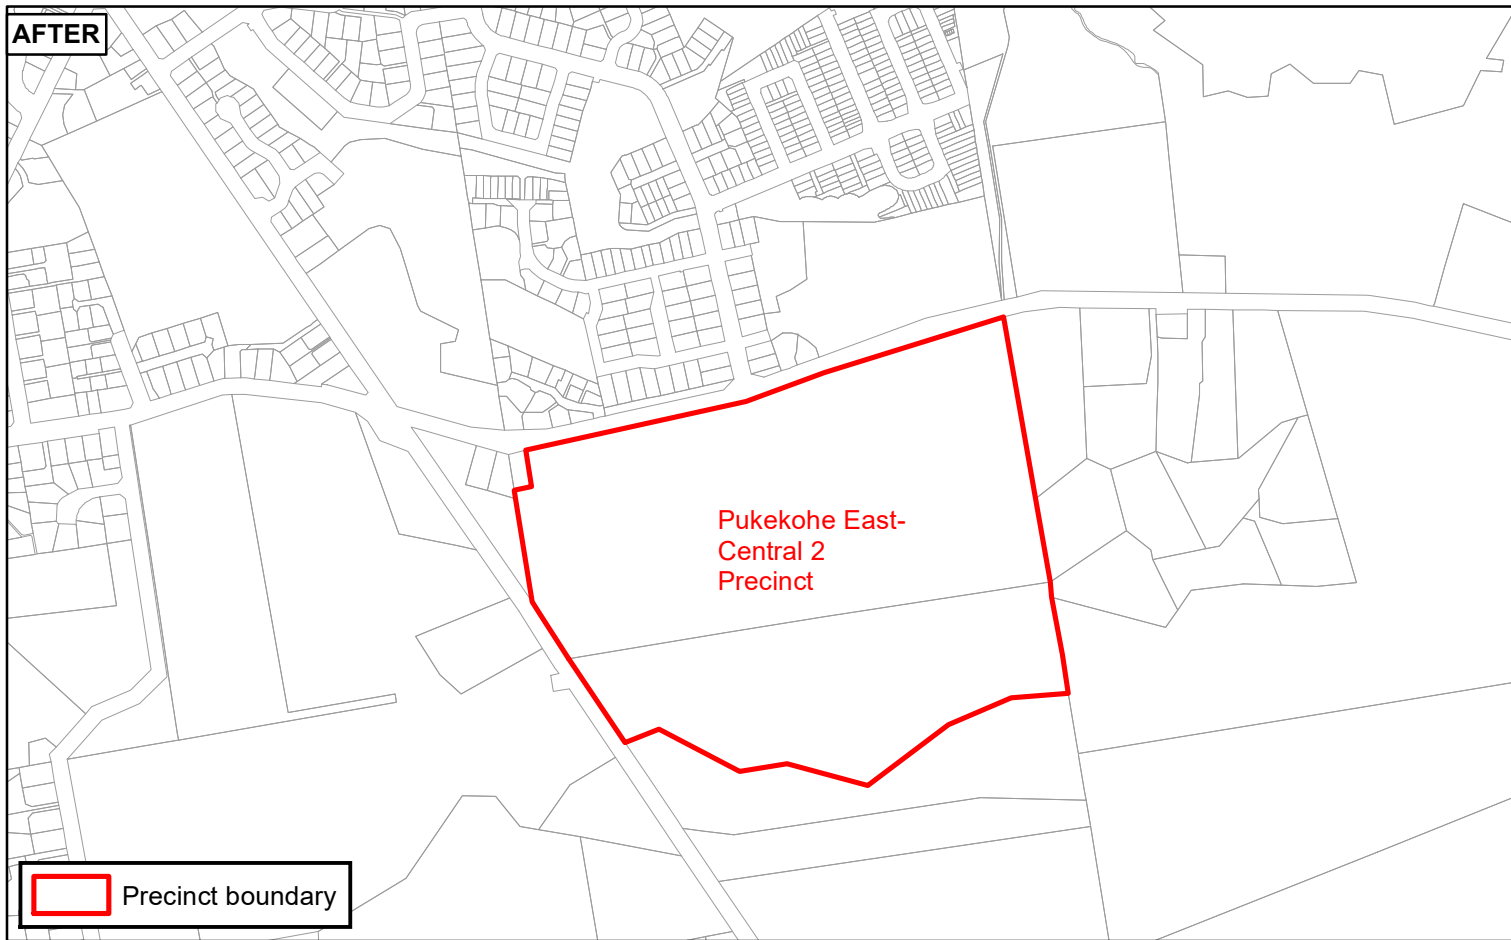 AFTER
Pukekohe East-
Central 2
Precinct
Precinct boundary